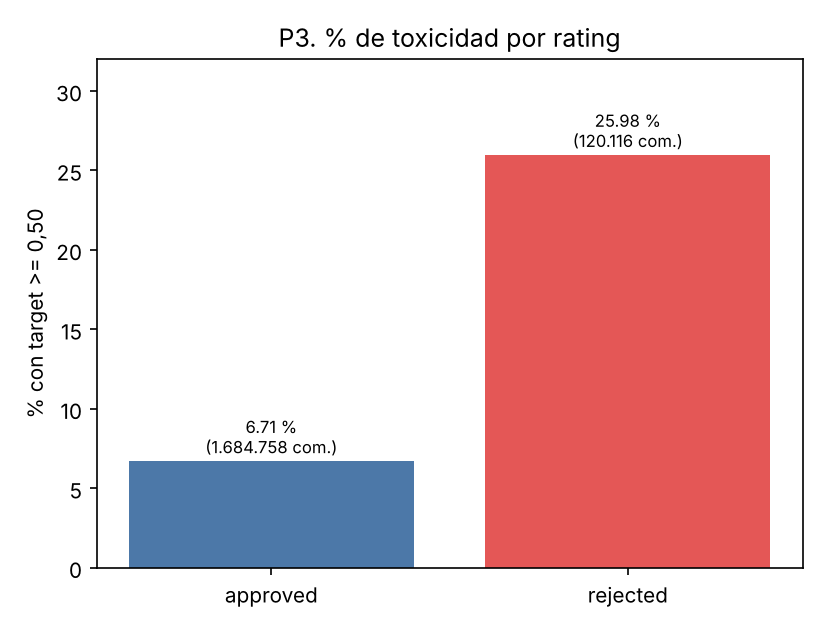 P3. % de toxicidad por rating
% con target >= 0,50
30
25
20
15
10
5
0
6.71 %
(1.684.758 com.)
25.98 %
(120.116 com.)
approved
rejected